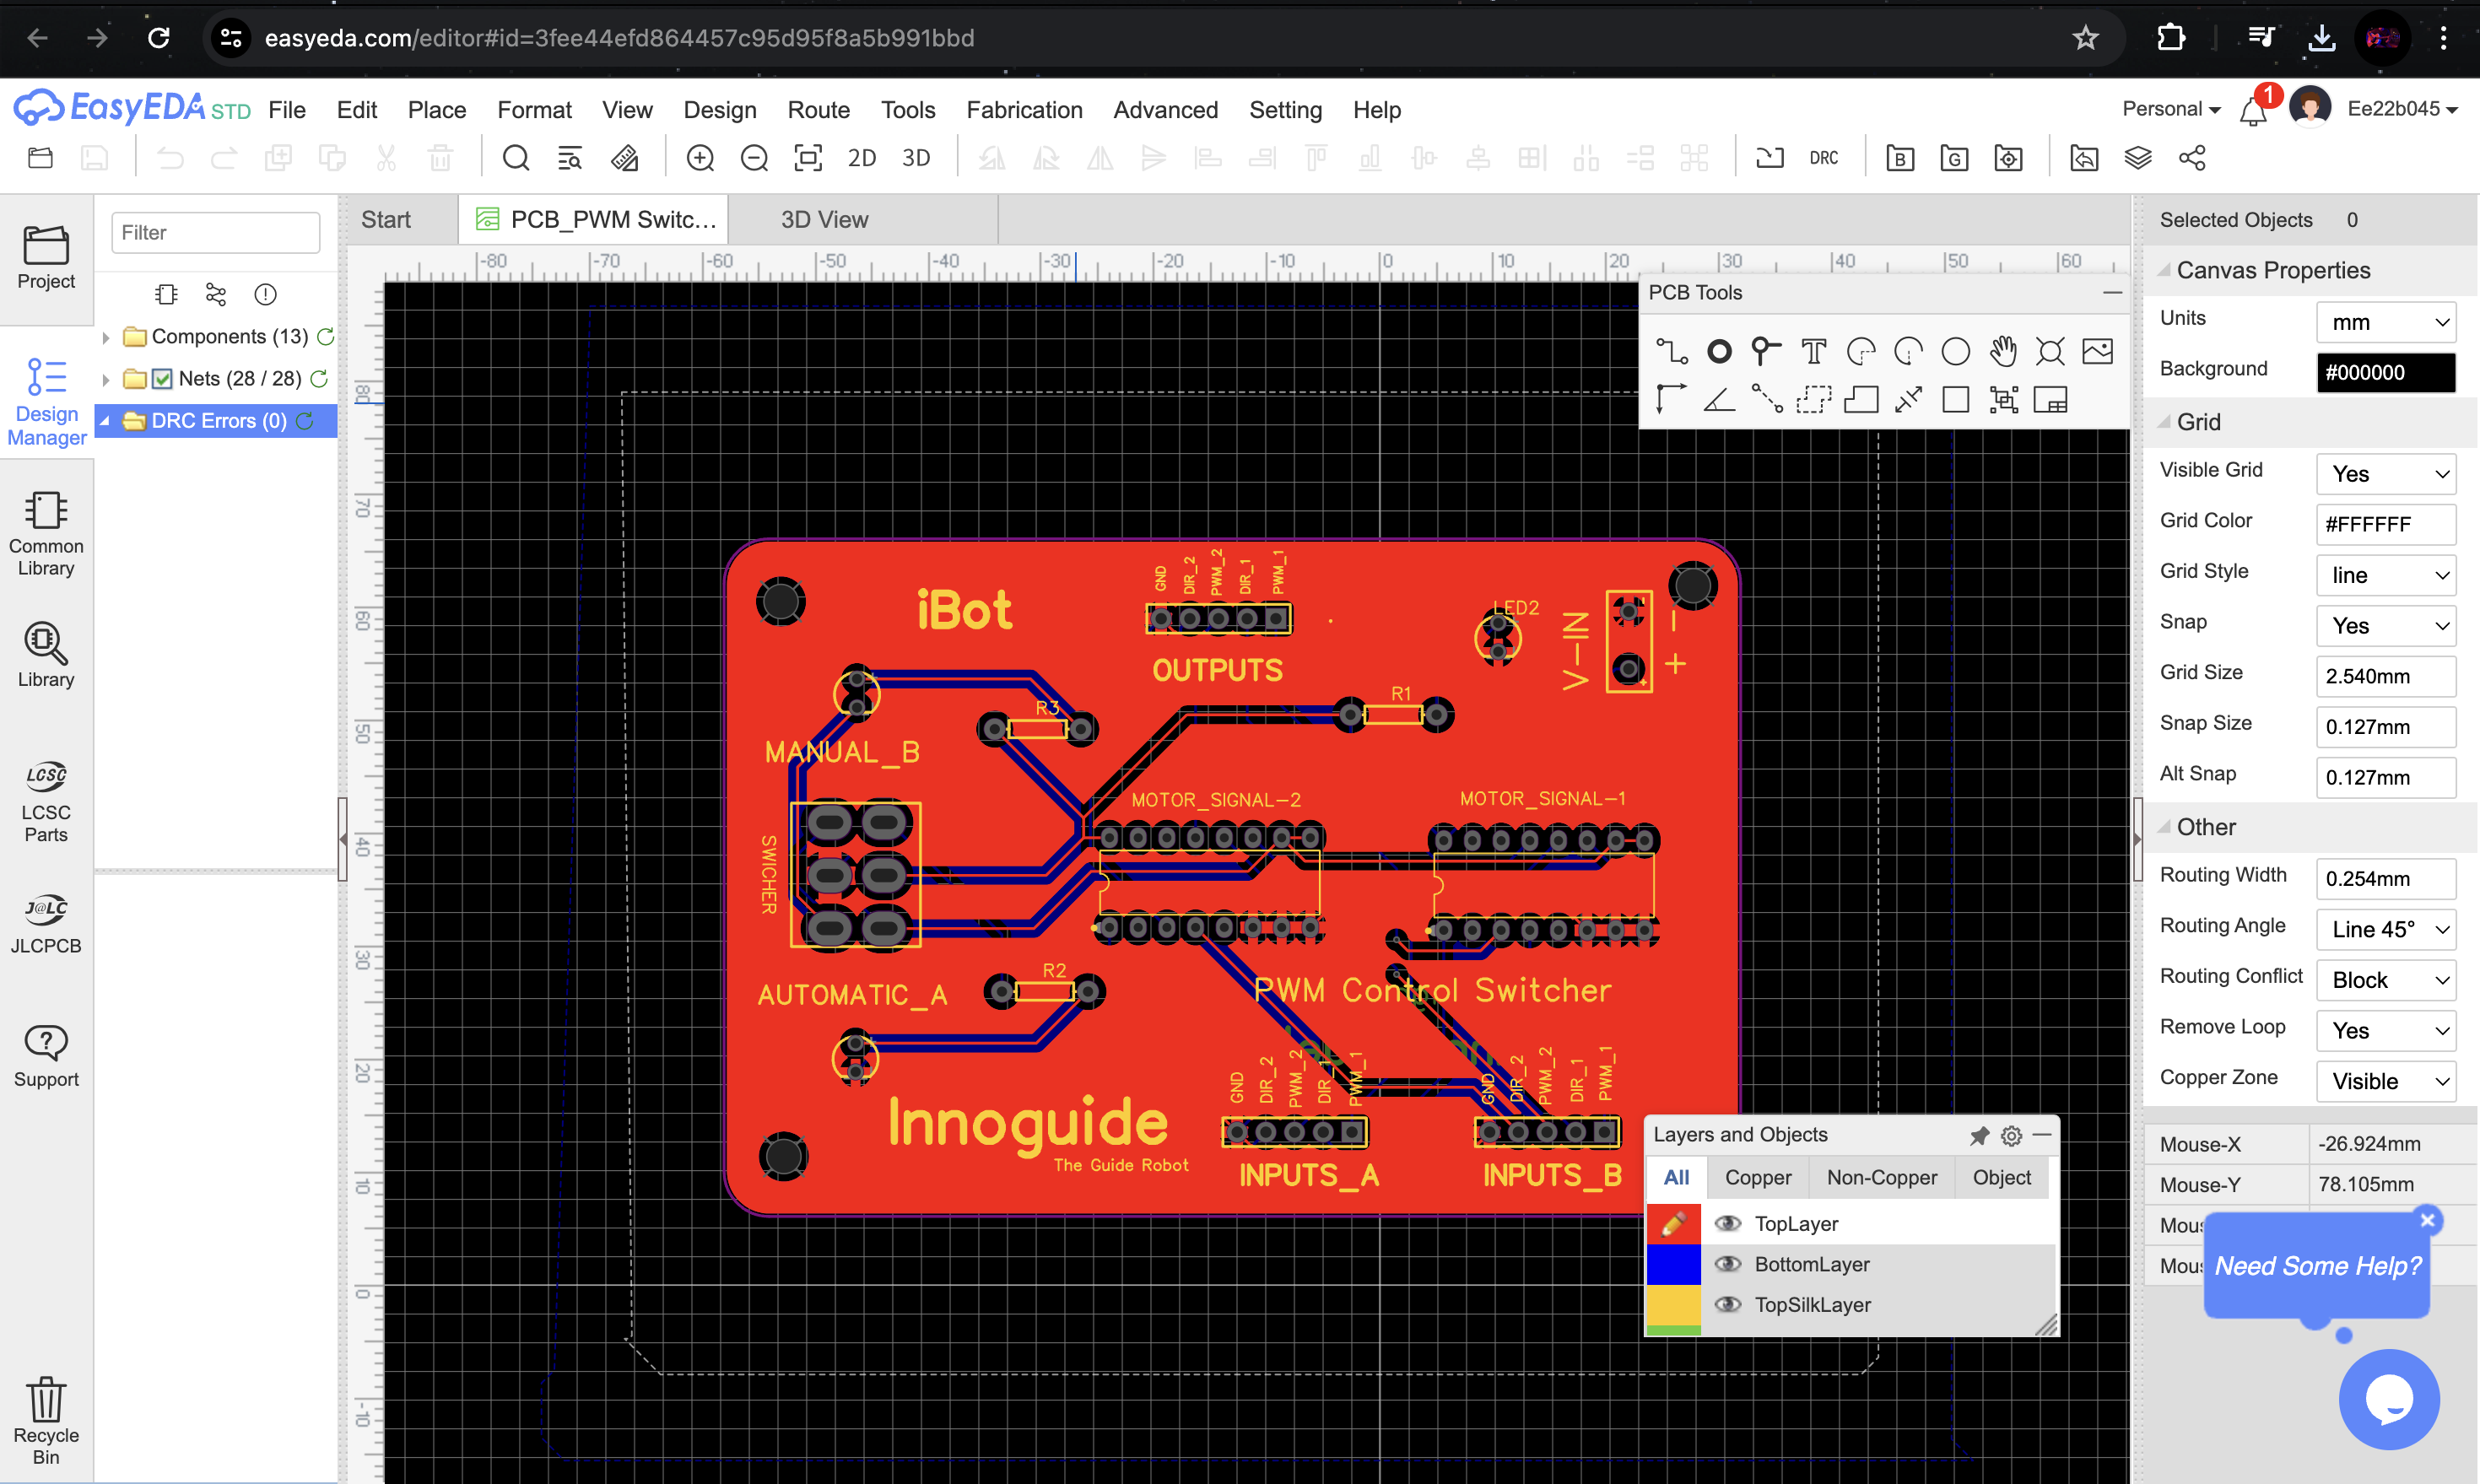 easyeda.com/editor#id=3fee44efd864457c95d95f8a5b991bbd
EasyEDA STD File Edit Place Format View Design Route Tools Fabrication Advanced Setting Help
Personal 1 Ee22b045
2D 3D DRC B G
Project
Design Manager
Common Library
Library
LCSC
LCSC Parts
J@LC
JLCPCB
Support
Recycle Bin
Filter
Components (13)
Nets (28 / 28)
DRC Errors (0)
Start PCB_PWM Switc... 3D View
-80 -70 -60 -50 -40 -30 -20 -10 0 10 20 30 40 50 60
80
70
60
50
40
30
20
10
0
-10
PCB Tools
iBot
GND DIR_2 PWM_2 DIR_1 PWM_1
OUTPUTS
LED2
V-IN
- +
R3
R1
MANUAL_B
MOTOR_SIGNAL-2
MOTOR_SIGNAL-1
SWICHER
R2
AUTOMATIC_A
PWM Control Switcher
GND DIR_2 PWM_2 DIR_1 PWM_1
GND DIR_2 PWM_2 DIR_1 PWM_1
Innoguide
The Guide Robot
INPUTS_A
INPUTS_B
Layers and Objects
All Copper Non-Copper Object
TopLayer
BottomLayer
TopSilkLayer
Selected Objects 0
Canvas Properties
Units mm
Background #000000
Grid
Visible Grid Yes
Grid Color #FFFFFF
Grid Style line
Snap Yes
Grid Size 2.540mm
Snap Size 0.127mm
Alt Snap 0.127mm
Other
Routing Width 0.254mm
Routing Angle Line 45°
Routing Conflict Block
Remove Loop Yes
Copper Zone Visible
Mouse-X -26.924mm
Mouse-Y 78.105mm
Need Some Help?